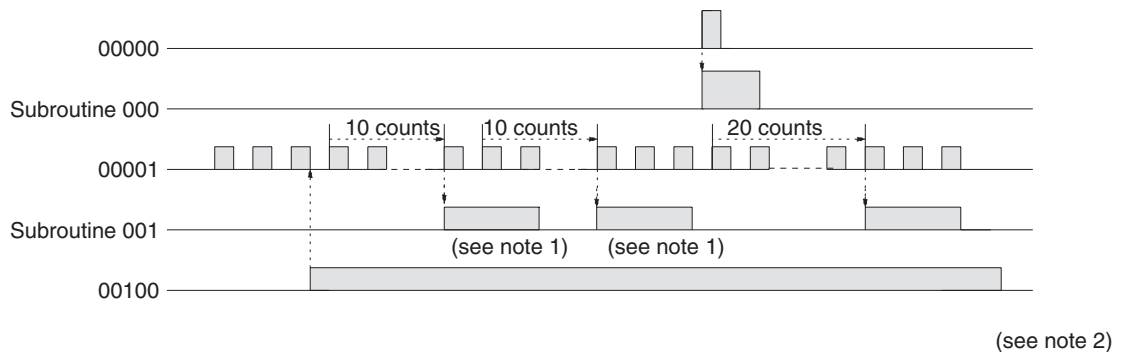 00000
Subroutine 000
10 counts 10 counts 20 counts
00001
Subroutine 001
(see note 1) (see note 1)
00100
(see note 2)